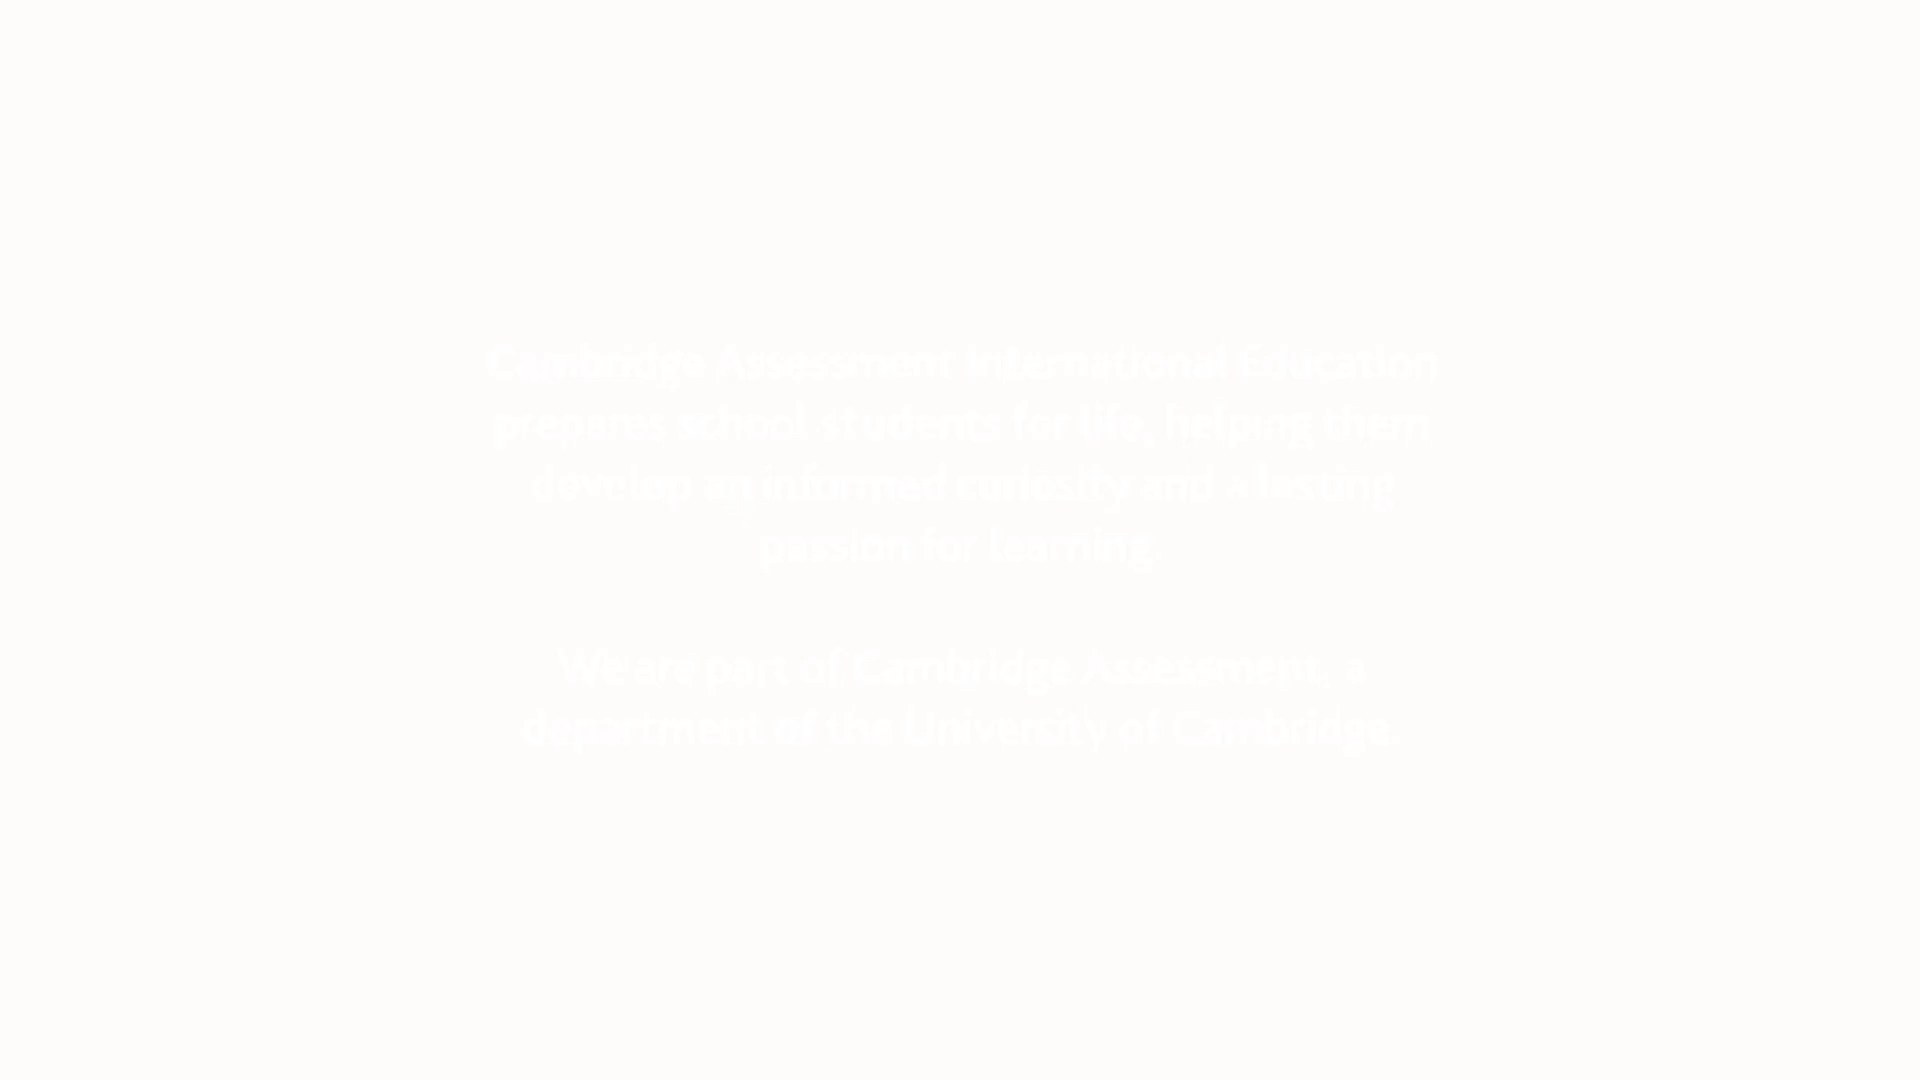 Cambridge Assessment International Education
prepares school students for life, helping them
develop an informed curiosity and a lasting
passion for learning.
We are part of Cambridge Assessment, a
department of the University of Cambridge.